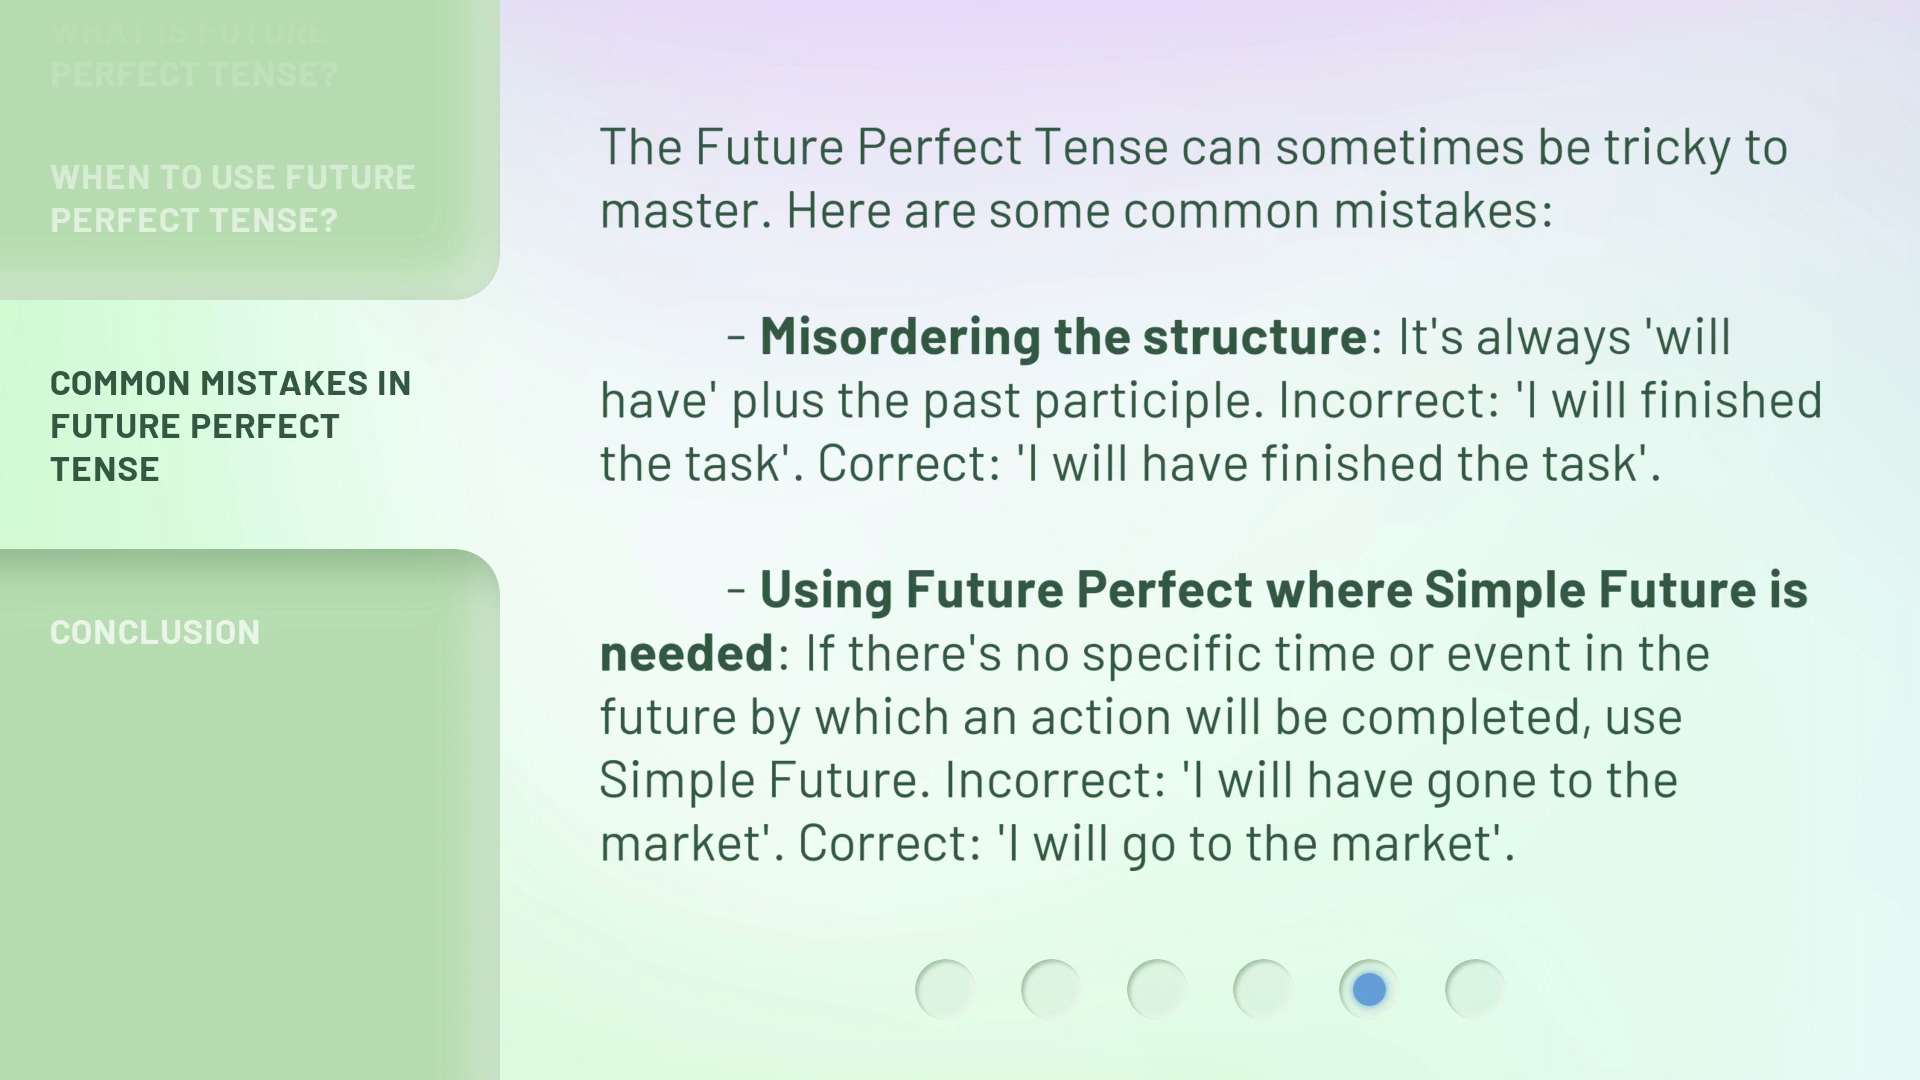 WHAT IS FUTURE
PERFECT TENSE?
WHEN TO USE FUTURE
PERFECT TENSE?
COMMON MISTAKES IN
FUTURE PERFECT
TENSE
CONCLUSION
The Future Perfect Tense can sometimes be tricky to
master. Here are some common mistakes:
- Misordering the structure: It's always 'will
have' plus the past participle. Incorrect: 'I will finished
the task'. Correct: 'I will have finished the task'.
- Using Future Perfect where Simple Future is
needed: If there's no specific time or event in the
future by which an action will be completed, use
Simple Future. Incorrect: 'I will have gone to the
market'. Correct: 'I will go to the market'.